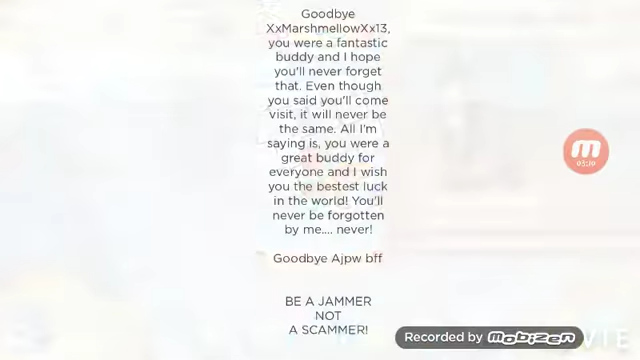 Goodbye
XxMarshmellowXx13,
you were a fantastic
buddy and I hope
you'll never forget
that. Even though
you said you'll come
visit, it will never be
the same. All I'm
saying is, you were a
great buddy for
everyone and I wish
you the bestest luck
in the world! You'll
never be forgotten
by me.... never!
Goodbye Ajpw bff
BE A JAMMER
NOT
A SCAMMER!
03:10
Recorded by MOBIZEN